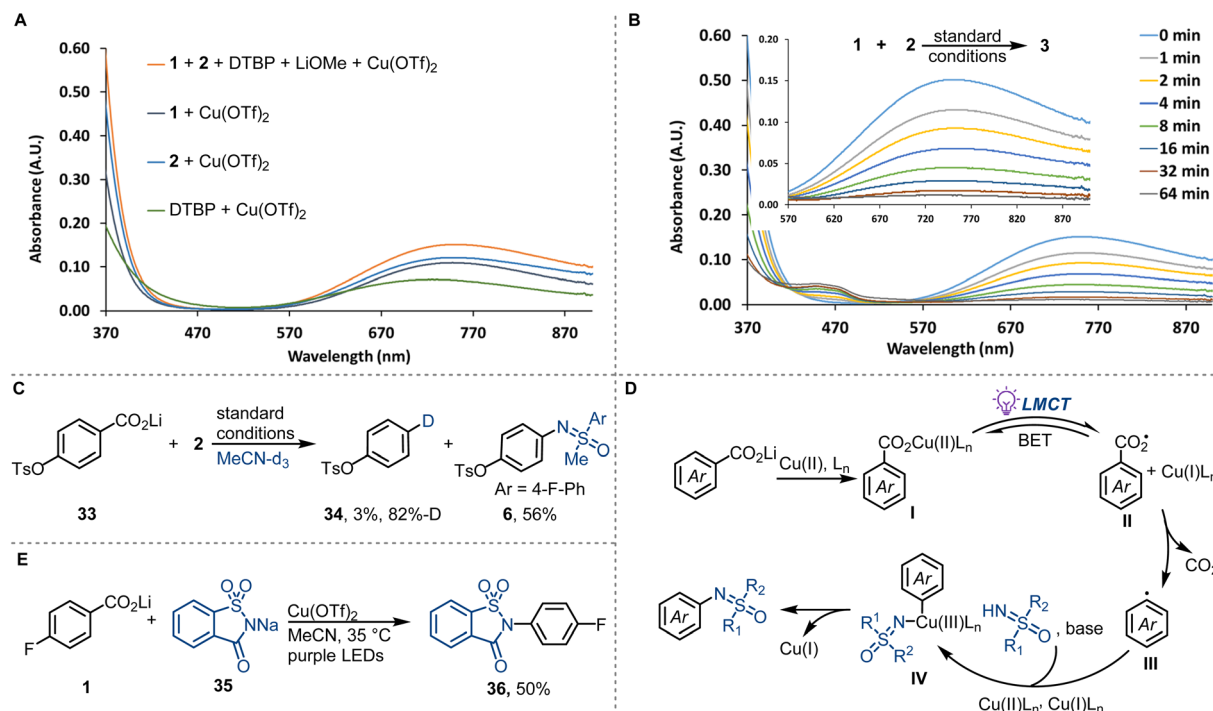 A
0.60
0.50
0.40
0.30
0.20
0.10
0.00
Absorbance (A.U.)
370 470 570 670 770 870
Wavelength (nm)
1 + 2 + DTBP + LiOMe + Cu(OTf)2
1 + Cu(OTf)2
2 + Cu(OTf)2
DTBP + Cu(OTf)2
B
0.60
0.50
0.40
0.30
0.20
0.10
0.00
Absorbance (A.U.)
370 470 570 670 770 870
Wavelength (nm)
0.20
0.15
0.10
0.05
0.00
570 620 670 720 770 820 870
1 + 2 standard conditions 3
0 min
1 min
2 min
4 min
8 min
16 min
32 min
64 min
C
CO2Li
TsO
33
+ 2
standard
conditions
MeCN-d3
D
TsO
34, 3%, 82%-D
+
N
Ar
S
O
Me
TsO
Ar = 4-F-Ph
6, 56%
D
LMCT
BET
CO2Li
Ar
Cu(II), Ln
CO2Cu(II)Ln
Ar
I
CO2•
Ar
+ Cu(I)Ln
II
CO2
Ar
III
HN
R2
S
O
R1
, base
Cu(II)Ln, Cu(I)Ln
Ar
R1
N
Cu(III)Ln
S
O
R2
IV
Cu(I)
Ar
N
R2
S
O
R1
E
CO2Li
F
1
+
O
O
S
NNa
O
35
Cu(OTf)2
MeCN, 35 °C
purple LEDs
O
O
S
N
F
O
36, 50%